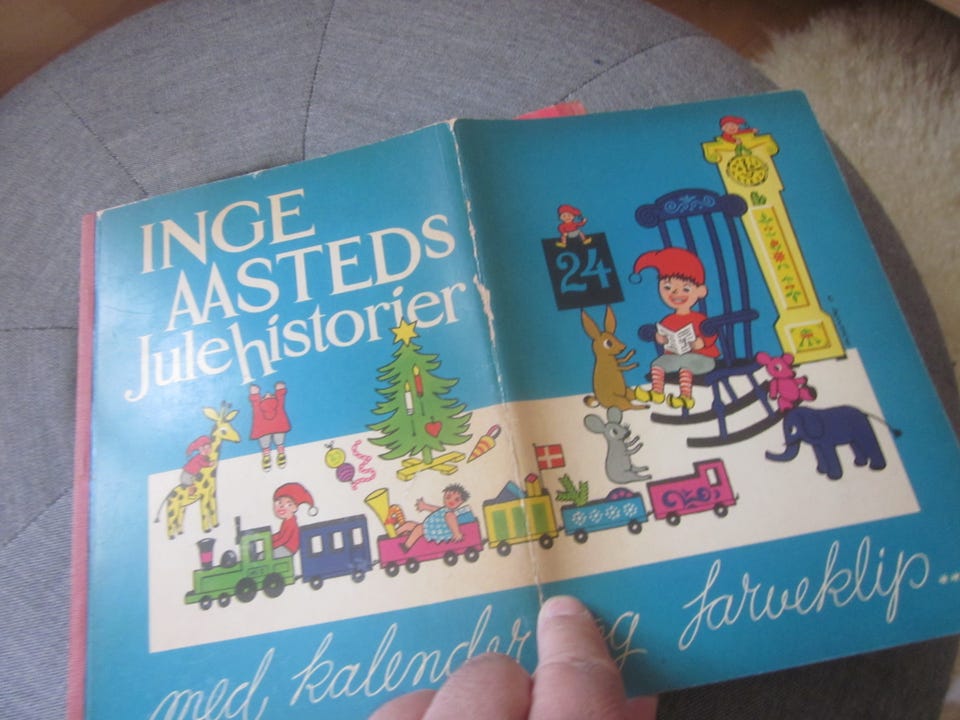 INGE
AASTEDS
Julehistorier
24
med kalender og farveklip..